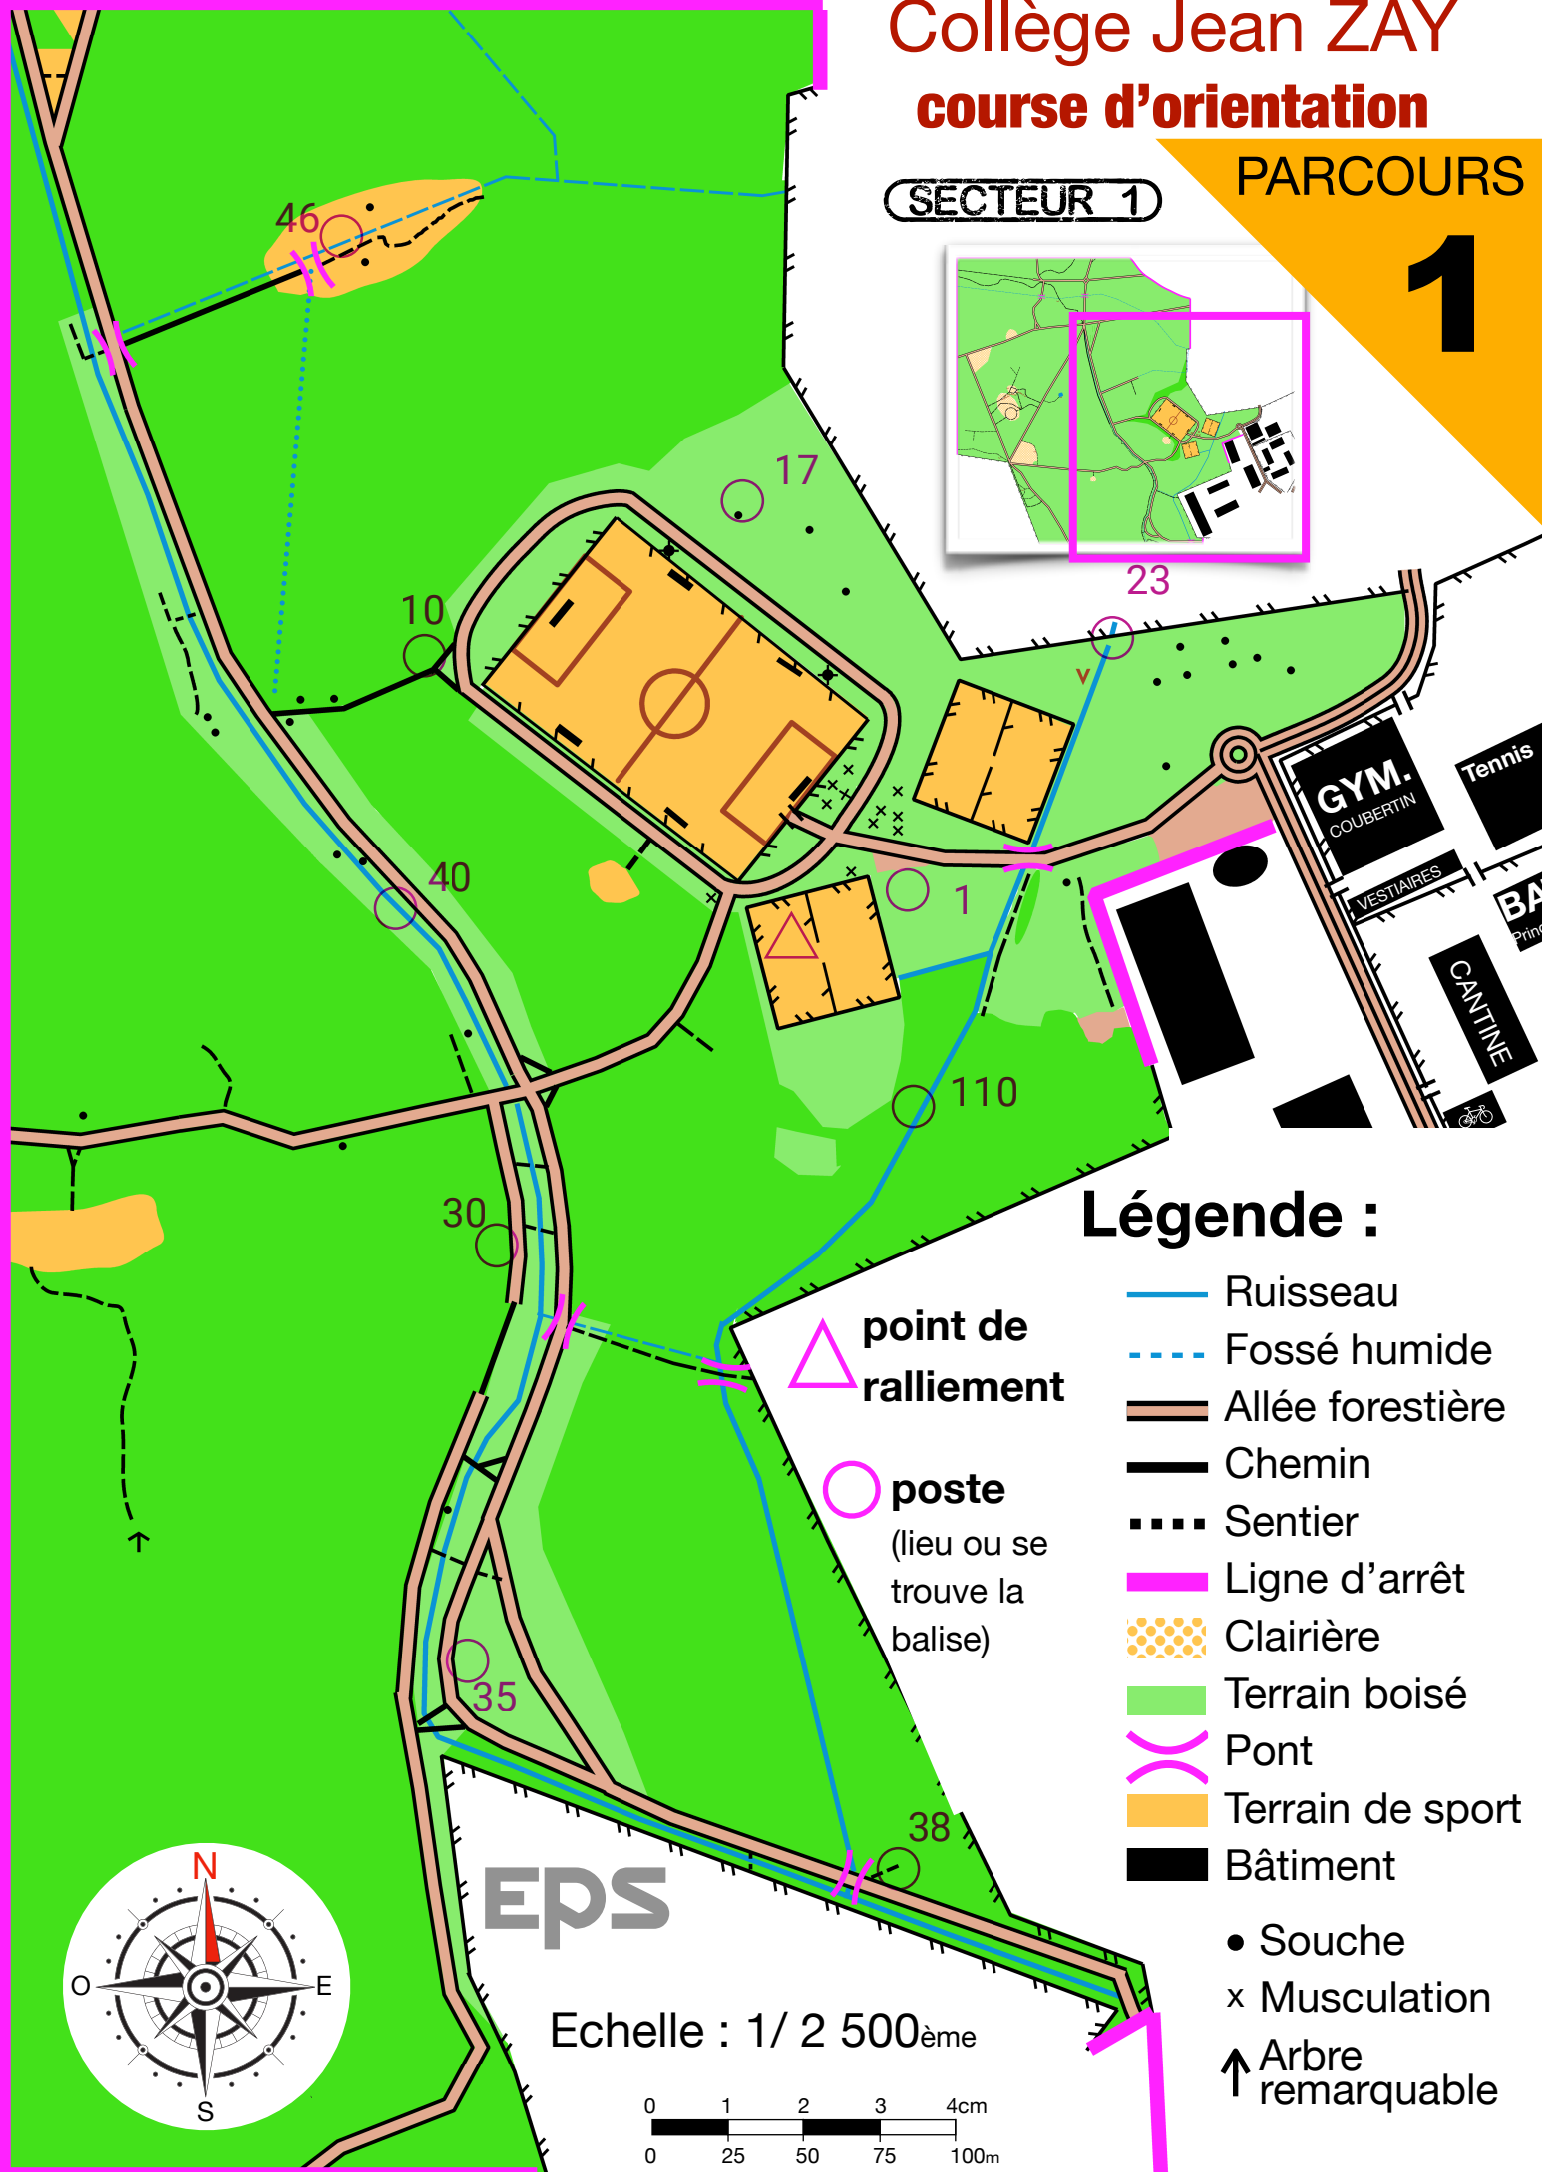 Collège Jean ZAY
course d'orientation
PARCOURS
1
SECTEUR 1
46
17
23
10
GYM.
COUBERTIN
Tennis
VESTIAIRES
BA
Princ
CANTINE
40
1
110
30
35
38
Légende :
Ruisseau
Fossé humide
Allée forestière
Chemin
Sentier
Ligne d'arrêt
Clairière
Terrain boisé
Pont
Terrain de sport
Bâtiment
Souche
x Musculation
Arbre
remarquable
point de
ralliement
poste
(lieu ou se
trouve la
balise)
N
O
E
S
EPS
Echelle : 1/ 2 500ème
0 1 2 3 4cm
0 25 50 75 100m